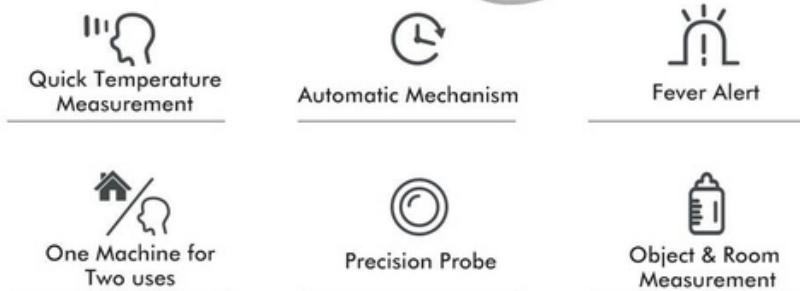 Quick Temperature
Measurement
Automatic Mechanism
Fever Alert
One Machine for
Two uses
Precision Probe
Object & Room
Measurement